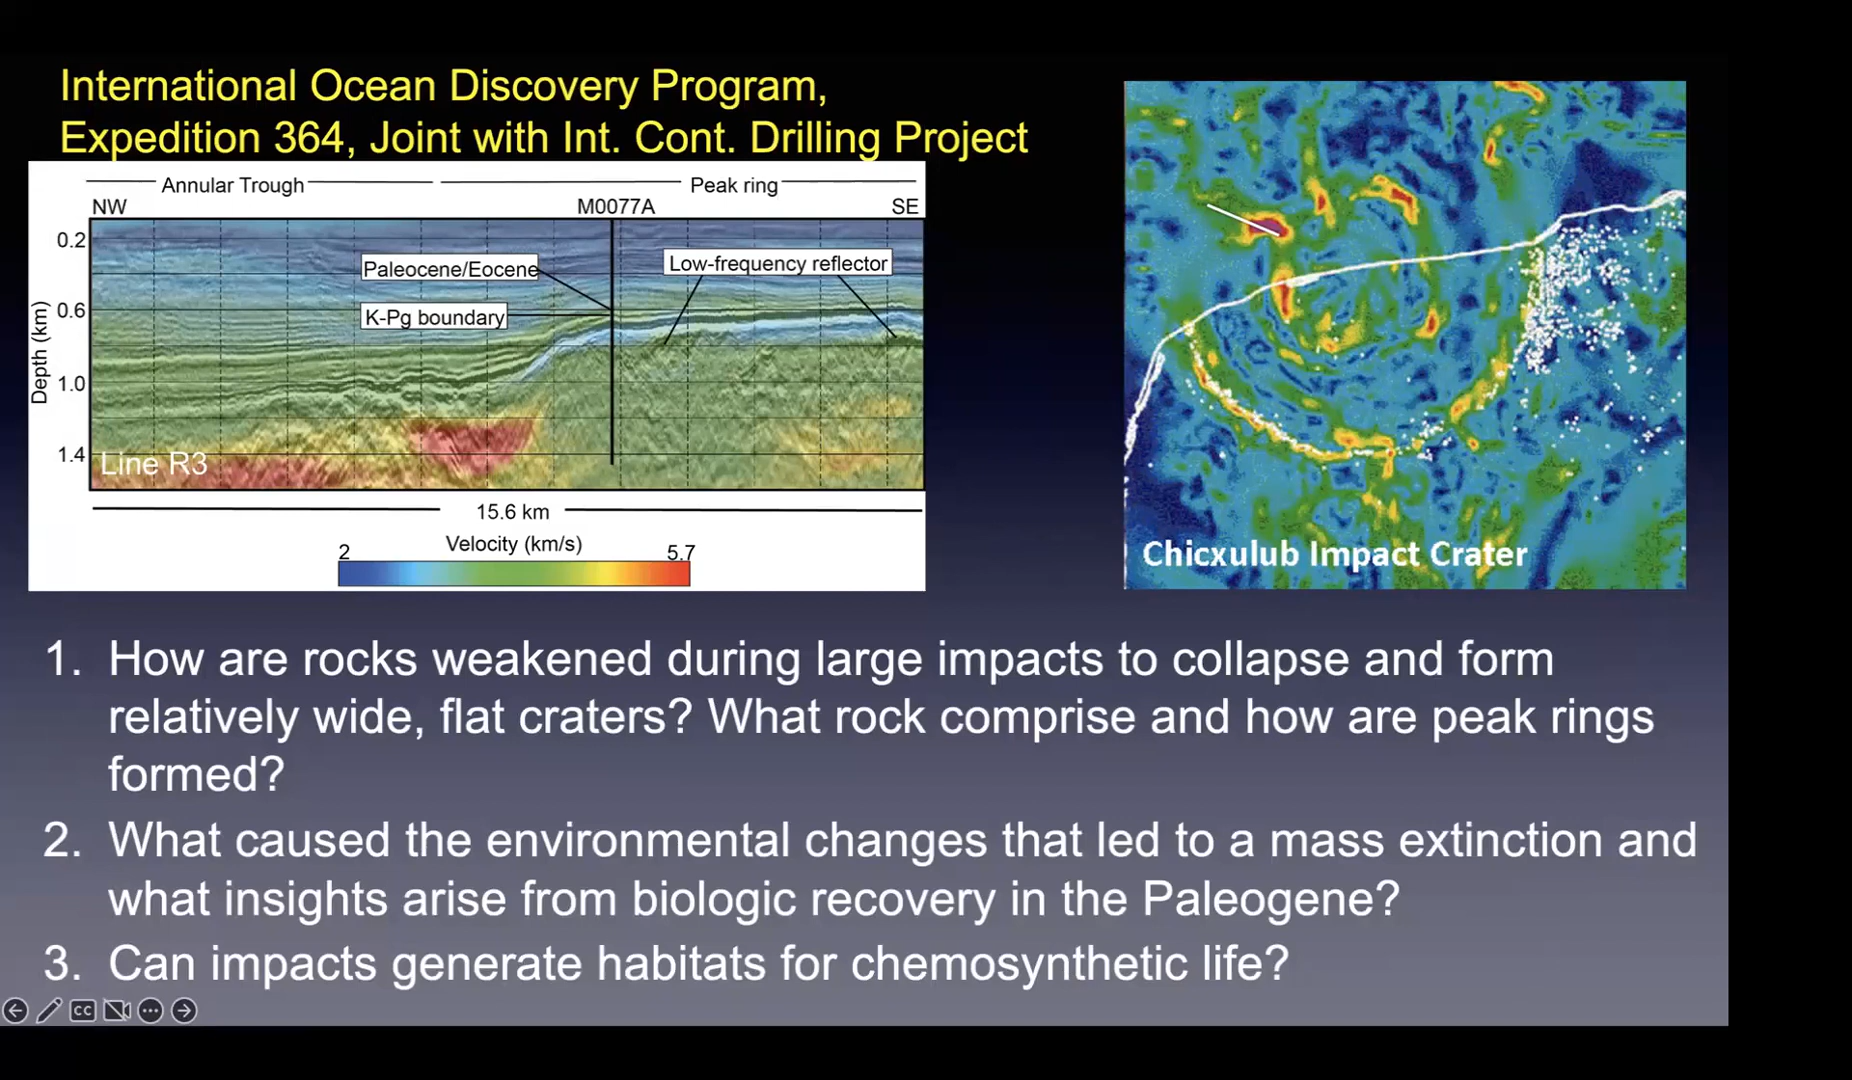 International Ocean Discovery Program,
Expedition 364, Joint with Int. Cont. Drilling Project
Annular Trough
Peak ring
NW
M0077A
SE
0.2
0.6
1.0
1.4
Depth (km)
Paleocene/Eocene
Low-frequency reflector
K-Pg boundary
Line R3
15.6 km
Velocity (km/s)
2
5.7
Chicxulub Impact Crater
1. How are rocks weakened during large impacts to collapse and form
relatively wide, flat craters? What rock comprise and how are peak rings
formed?
2. What caused the environmental changes that led to a mass extinction and
what insights arise from biologic recovery in the Paleogene?
3. Can impacts generate habitats for chemosynthetic life?
CC